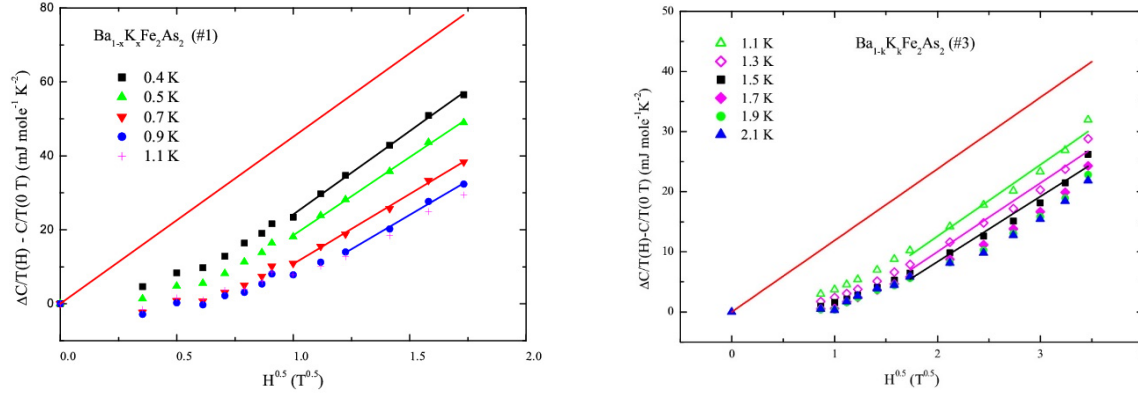 80
60
40
20
0
ΔC/T(H) - C/T(0 T) (mJ mole⁻¹ K⁻²)
Ba₁₋ₓKₓFe₂As₂ (#1)
0.4 K
0.5 K
0.7 K
0.9 K
1.1 K
0.0 0.5 1.0 1.5 2.0
H⁰·⁵ (T⁰·⁵)
50
40
30
20
10
0
ΔC/T(H)-C/T(0 T) (mJ mole⁻¹K⁻²)
Ba₁₋ₖKₖFe₂As₂ (#3)
1.1 K
1.3 K
1.5 K
1.7 K
1.9 K
2.1 K
0 1 2 3
H⁰·⁵ (T⁰·⁵)